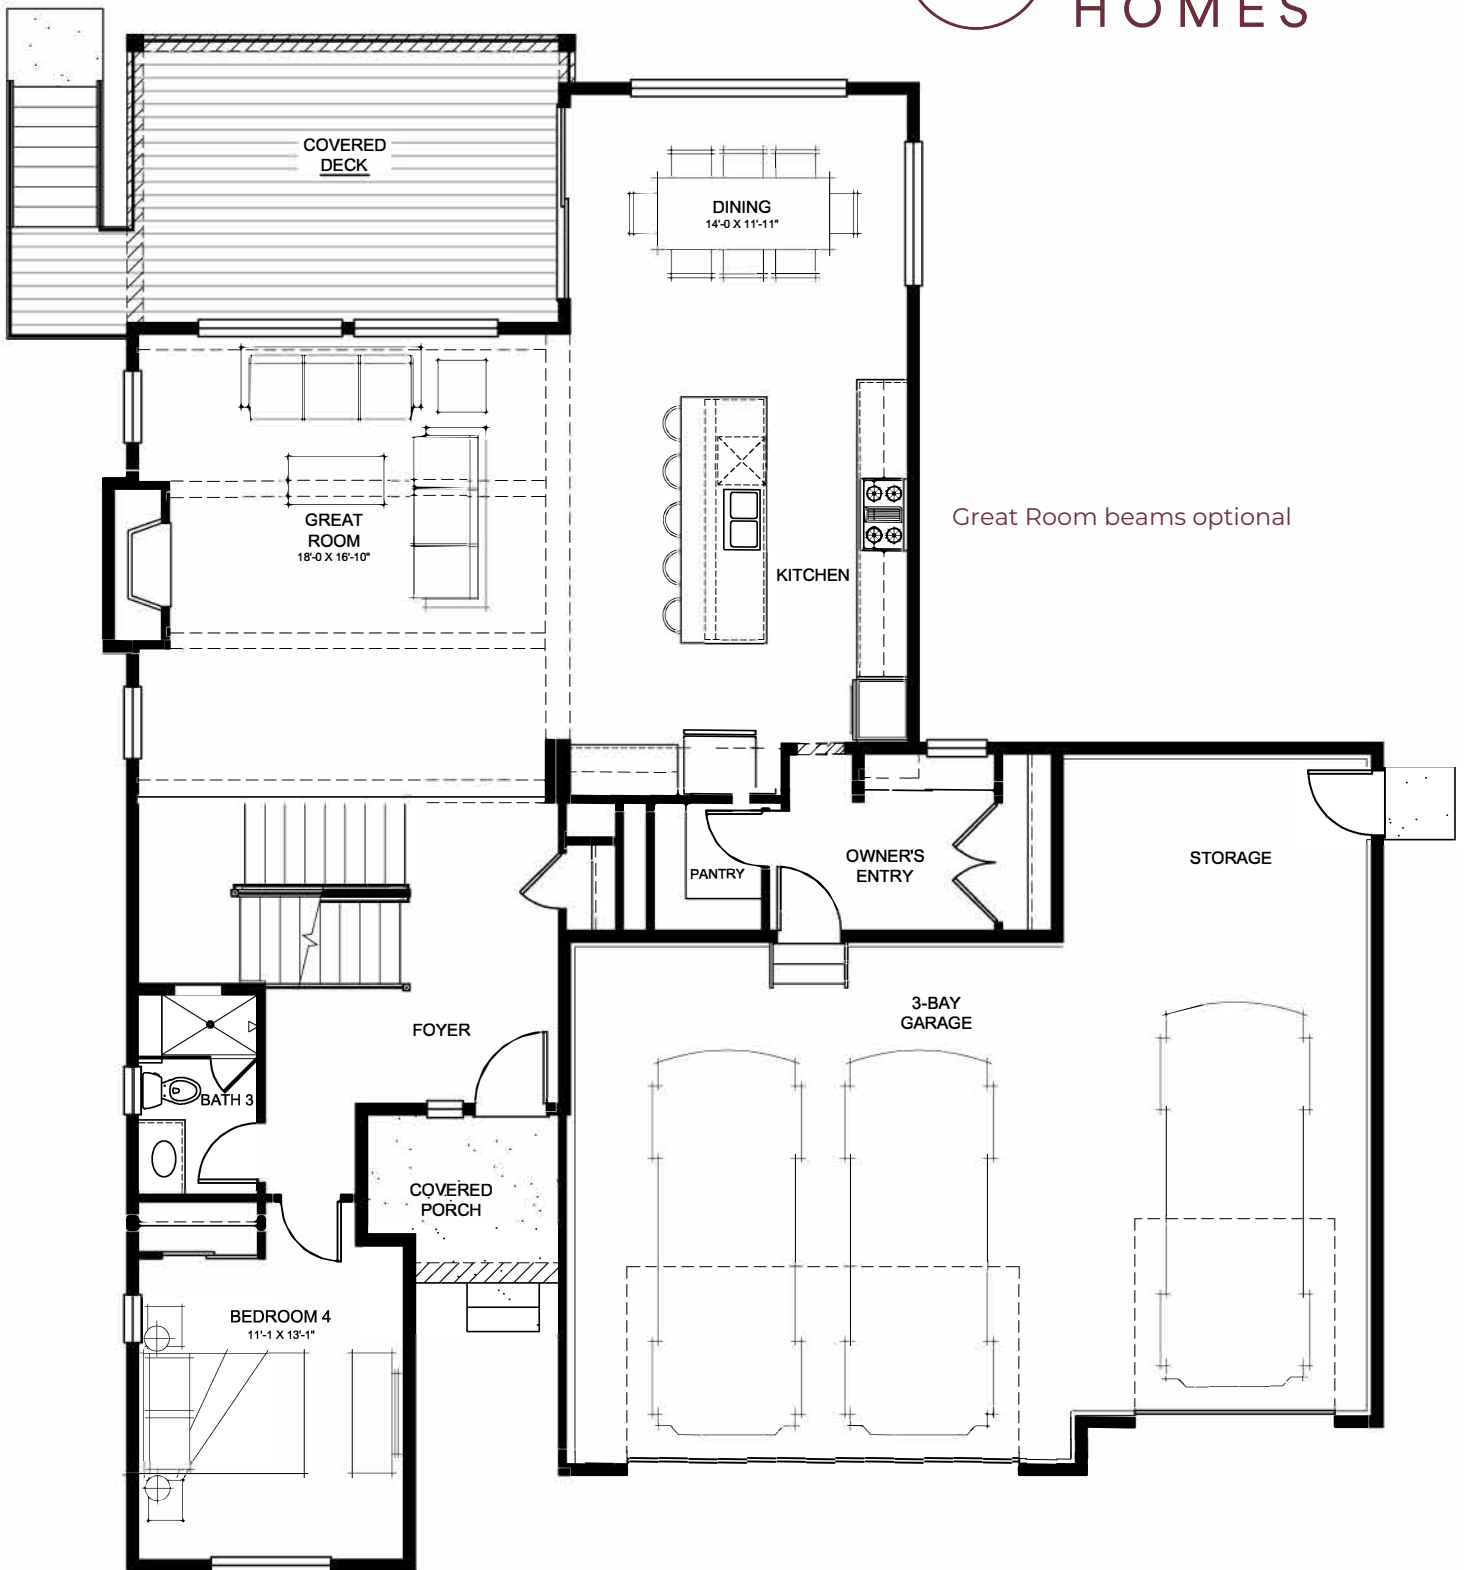 HOMES
COVERED
DECK
DINING
14'-0 X 11'-11"
GREAT
ROOM
18'-0 X 16'-10"
Great Room beams optional
KITCHEN
OWNER'S
ENTRY
STORAGE
PANTRY
3-BAY
GARAGE
FOYER
BATH 3
COVERED
PORCH
BEDROOM 4
11'-1 X 13'-1"